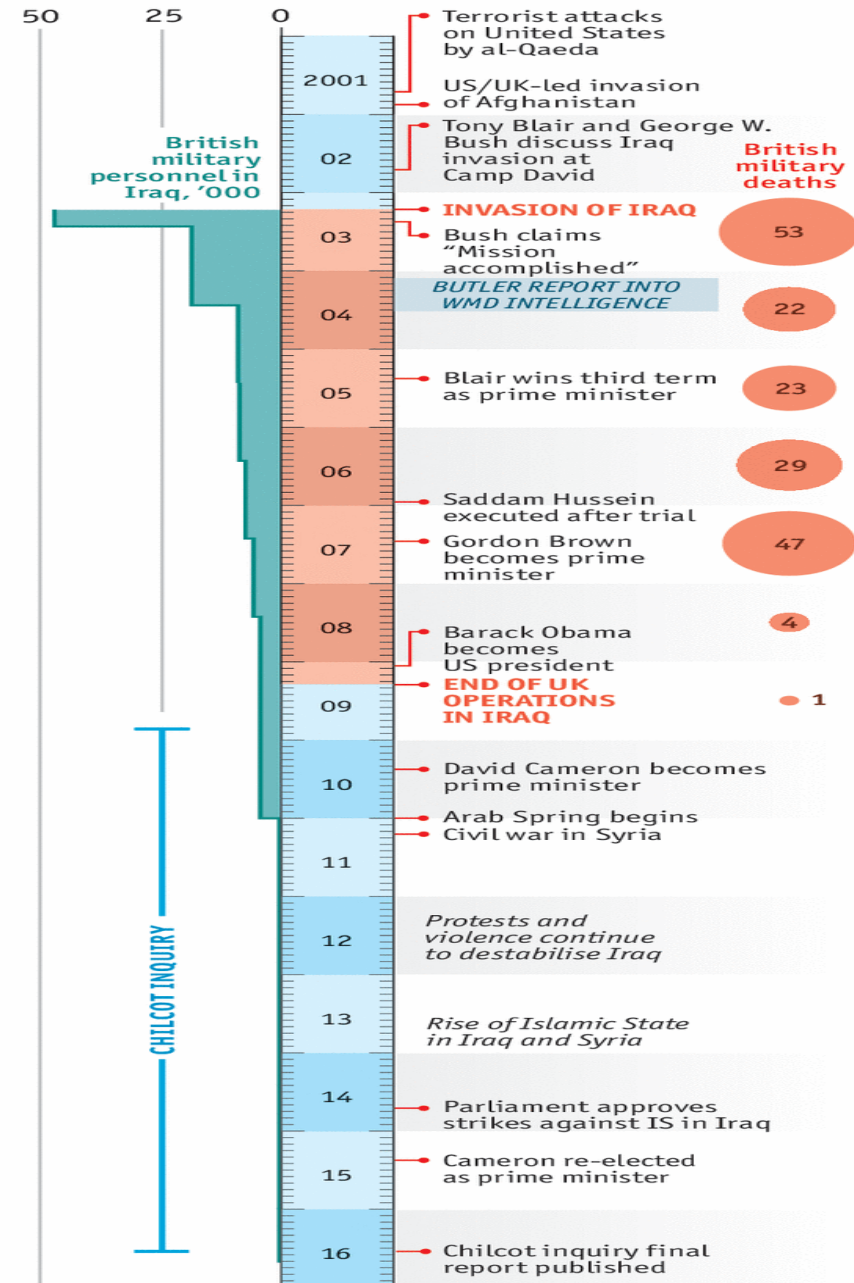 50 25 0
Terrorist attacks
on United States
by al-Qaeda
2001
US/UK-led invasion
of Afghanistan
Tony Blair and George W.
Bush discuss Iraq
invasion at
Camp David
02
British
military
personnel in
Iraq, ’000
British
military
deaths
INVASION OF IRAQ
03
Bush claims
“Mission
accomplished”
53
BUTLER REPORT INTO
WMD INTELLIGENCE
04
22
Blair wins third term
as prime minister
05
23
06
29
Saddam Hussein
executed after trial
Gordon Brown
becomes prime
minister
07
47
08
4
Barack Obama
becomes
US president
END OF UK
OPERATIONS
IN IRAQ
09
1
David Cameron becomes
prime minister
10
Arab Spring begins
Civil war in Syria
11
CHILCOT INQUIRY
12
Protests and
violence continue
to destabilise Iraq
13
Rise of Islamic State
in Iraq and Syria
14
Parliament approves
strikes against IS in Iraq
15
Cameron re-elected
as prime minister
16
Chilcot inquiry final
report published